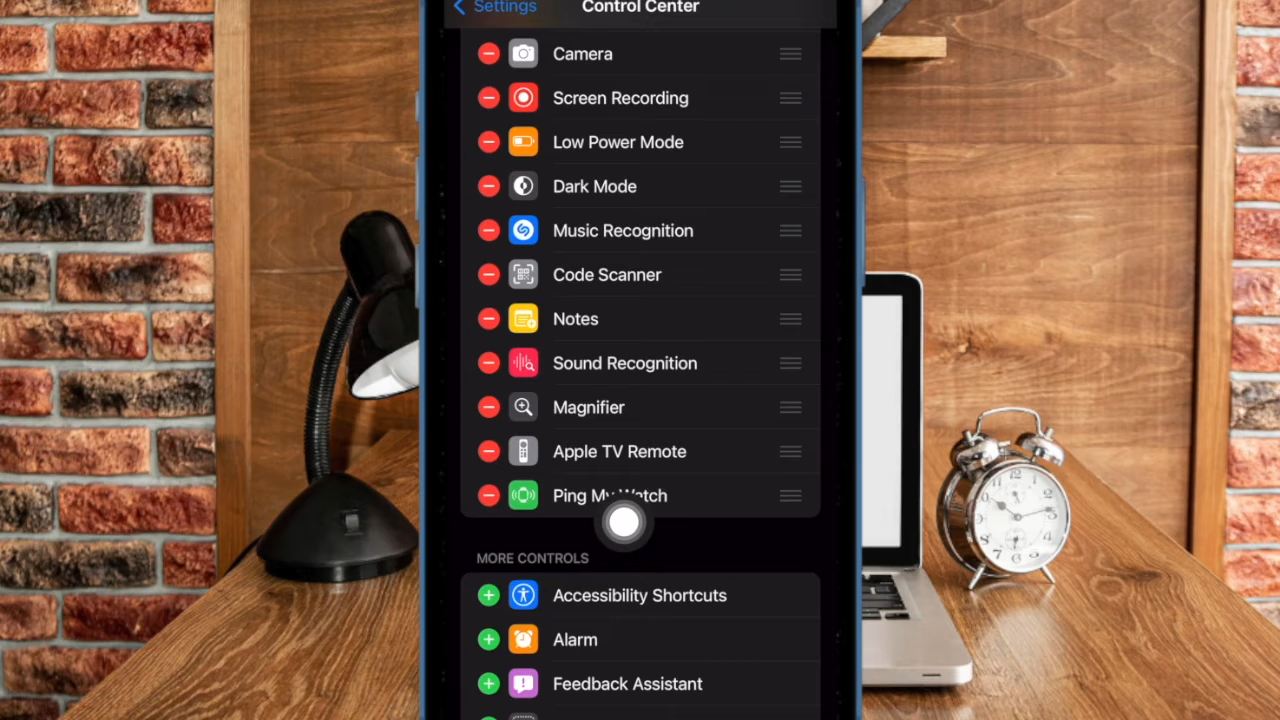 Settings
Control Center
Camera
Screen Recording
Low Power Mode
Dark Mode
Music Recognition
Code Scanner
Notes
Sound Recognition
Magnifier
Apple TV Remote
Ping My Watch
MORE CONTROLS
Accessibility Shortcuts
Alarm
Feedback Assistant